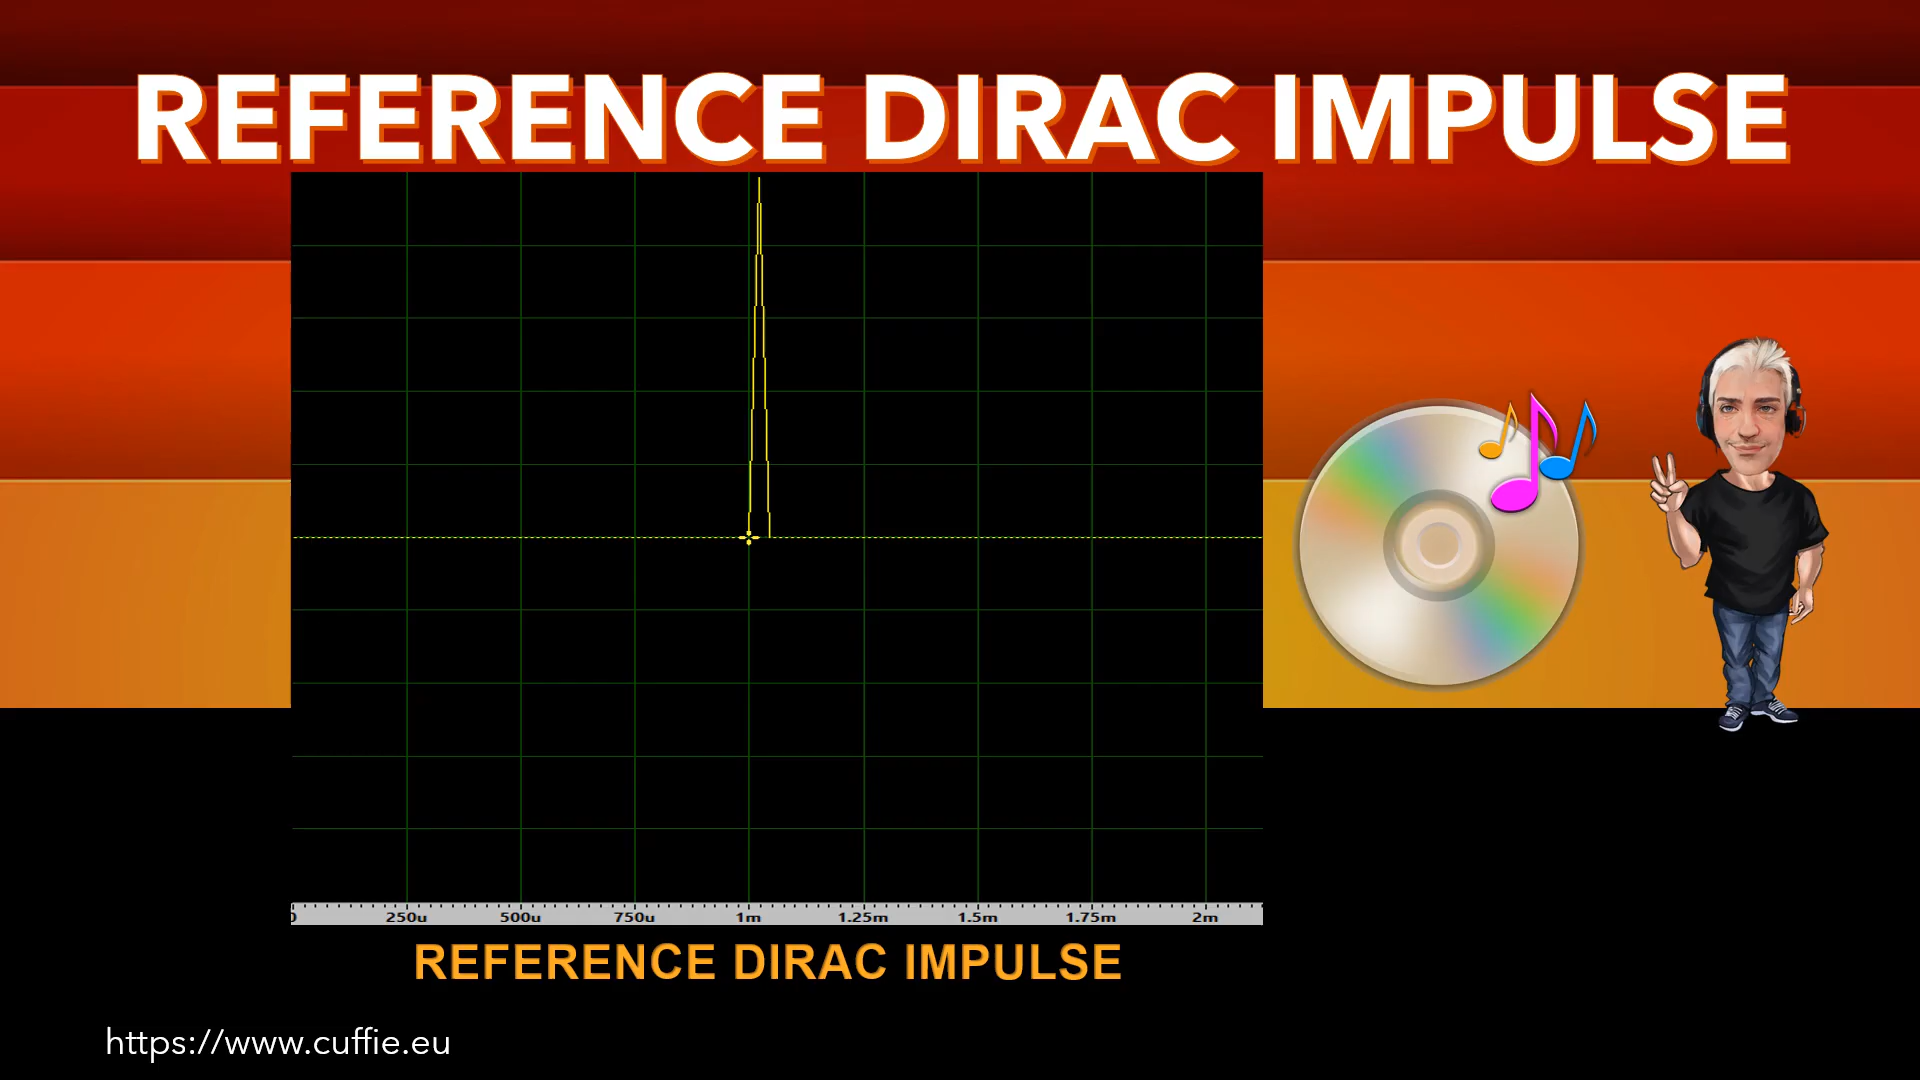 REFERENCE DIRAC IMPULSE
0 250u 500u 750u 1m 1.25m 1.5m 1.75m 2m
REFERENCE DIRAC IMPULSE
https://www.cuffie.eu